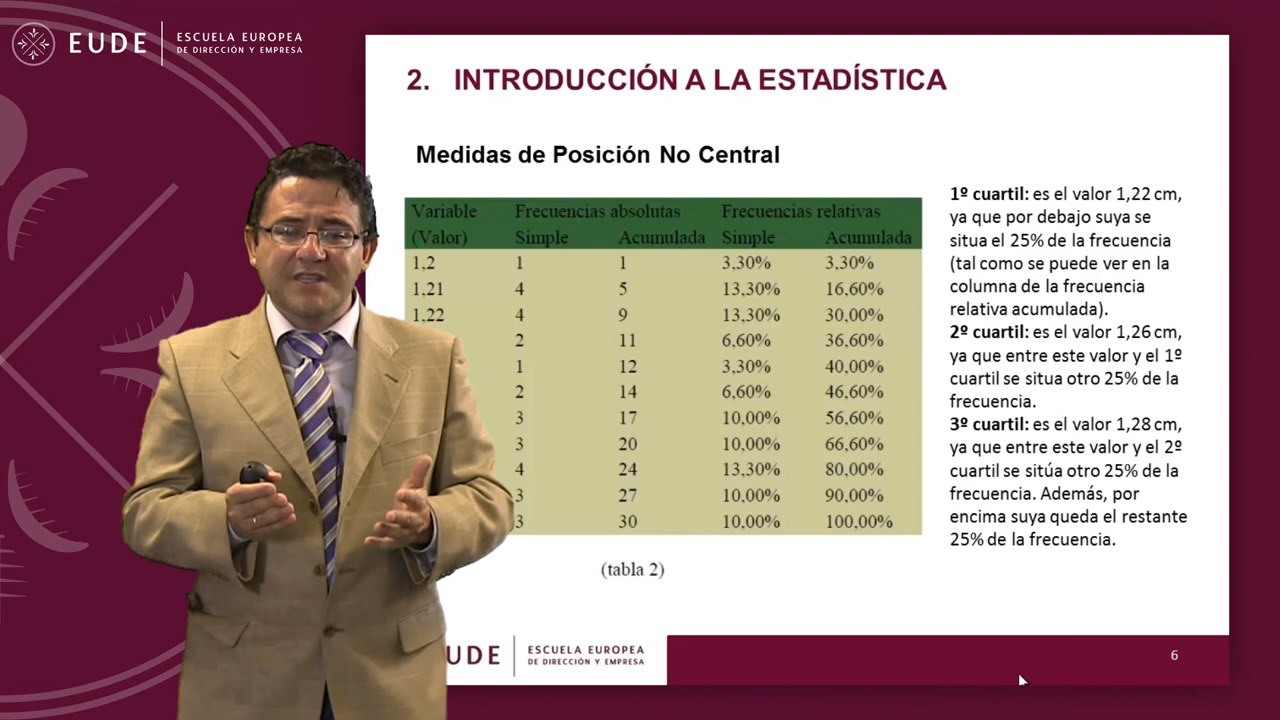 EUDE
ESCUELA EUROPEA
DE DIRECCIÓN Y EMPRESA
2. INTRODUCCIÓN A LA ESTADÍSTICA
Medidas de Posición No Central
Variable Frecuencias absolutas Frecuencias relativas
(Valor) Simple Acumulada Simple Acumulada
1,2 1 1 3,30% 3,30%
1,21 4 5 13,30% 16,60%
1,22 4 9 13,30% 30,00%
2 11 6,60% 36,60%
1 12 3,30% 40,00%
2 14 6,60% 46,60%
3 17 10,00% 56,60%
3 20 10,00% 66,60%
4 24 13,30% 80,00%
3 27 10,00% 90,00%
3 30 10,00% 100,00%
(tabla 2)
1º cuartil: es el valor 1,22 cm,
ya que por debajo suya se
situa el 25% de la frecuencia
(tal como se puede ver en la
columna de la frecuencia
relativa acumulada).
2º cuartil: es el valor 1,26 cm,
ya que entre este valor y el 1º
cuartil se situa otro 25% de la
frecuencia.
3º cuartil: es el valor 1,28 cm,
ya que entre este valor y el 2º
cuartil se sitúa otro 25% de la
frecuencia. Además, por
encima suya queda el restante
25% de la frecuencia.
UDE
ESCUELA EUROPEA
DE DIRECCIÓN Y EMPRESA
6